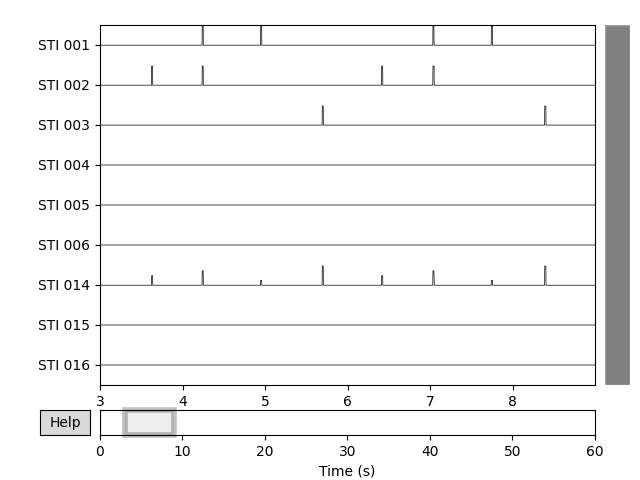 STI 001
STI 002
STI 003
STI 004
STI 005
STI 006
STI 014
STI 015
STI 016
3 4 5 6 7 8
Help
0 10 20 30 40 50 60
Time (s)